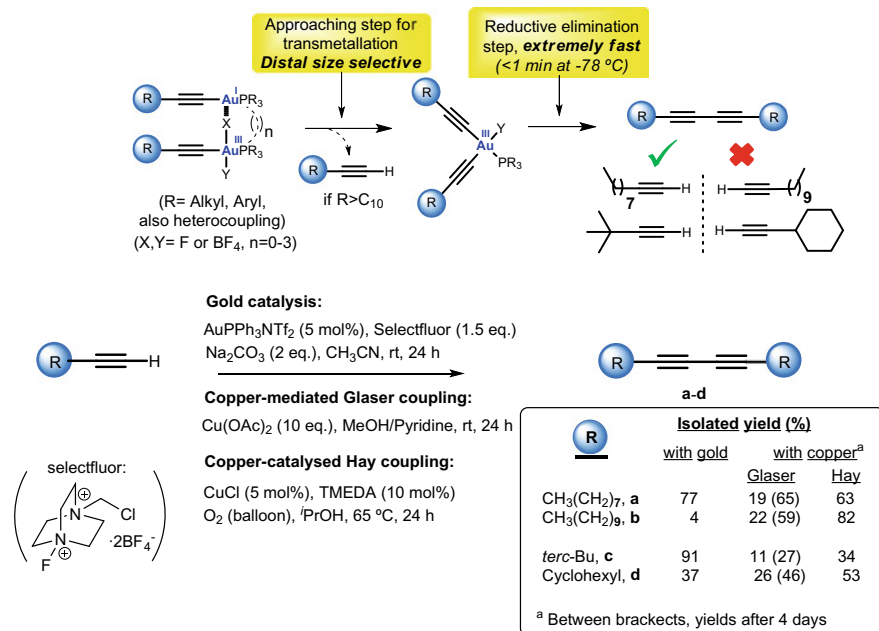 Approaching step for
transmetallation
Distal size selective
Reductive elimination
step, extremely fast
(<1 min at -78 ºC)
R
I
AuPR3
X
n
R
III
AuPR3
Y
(R= Alkyl, Aryl,
also heterocoupling)
(X,Y= F or BF4, n=0-3)
R
H
if R>C10
R
III
Y
Au
PR3
R
R
R
7
H
H
9
H
H
Gold catalysis:
AuPPh3NTf2 (5 mol%), Selectfluor (1.5 eq.)
Na2CO3 (2 eq.), CH3CN, rt, 24 h
R
H
Copper-mediated Glaser coupling:
Cu(OAc)2 (10 eq.), MeOH/Pyridine, rt, 24 h
Copper-catalysed Hay coupling:
CuCl (5 mol%), TMEDA (10 mol%)
O2 (balloon), iPrOH, 65 ºC, 24 h
R
R
a-d
selectfluor:
N
Cl
N
F
·2BF4-
R
Isolated yield (%)
with gold
with coppera
Glaser
Hay
CH3(CH2)7, a 77 19 (65) 63
CH3(CH2)9, b 4 22 (59) 82
terc-Bu, c 91 11 (27) 34
Cyclohexyl, d 37 26 (46) 53
a Between brackects, yields after 4 days